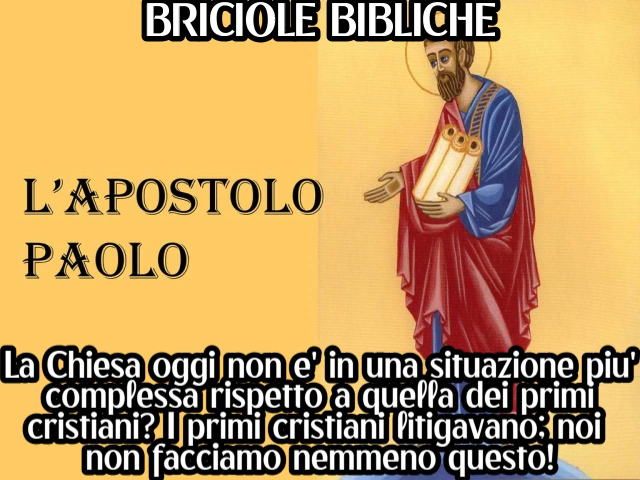 BRICIOLE BIBLICHE
L'APOSTOLO
PAOLO
La Chiesa oggi non e' in una situazione piu'
complessa rispetto a quella dei primi
cristiani? I primi cristiani litigavano; noi
non facciamo nemmeno questo!